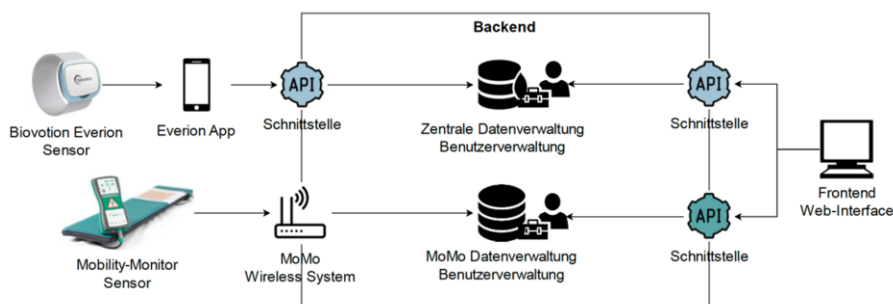 Backend
API
API
Biovotion Everion
Sensor
Everion App
Schnittstelle
Zentrale Datenverwaltung
Benutzerverwaltung
Schnittstelle
API
Frontend
Web-Interface
Mobility-Monitor
Sensor
MoMo
Wireless System
MoMo Datenverwaltung
Benutzerverwaltung
Schnittstelle